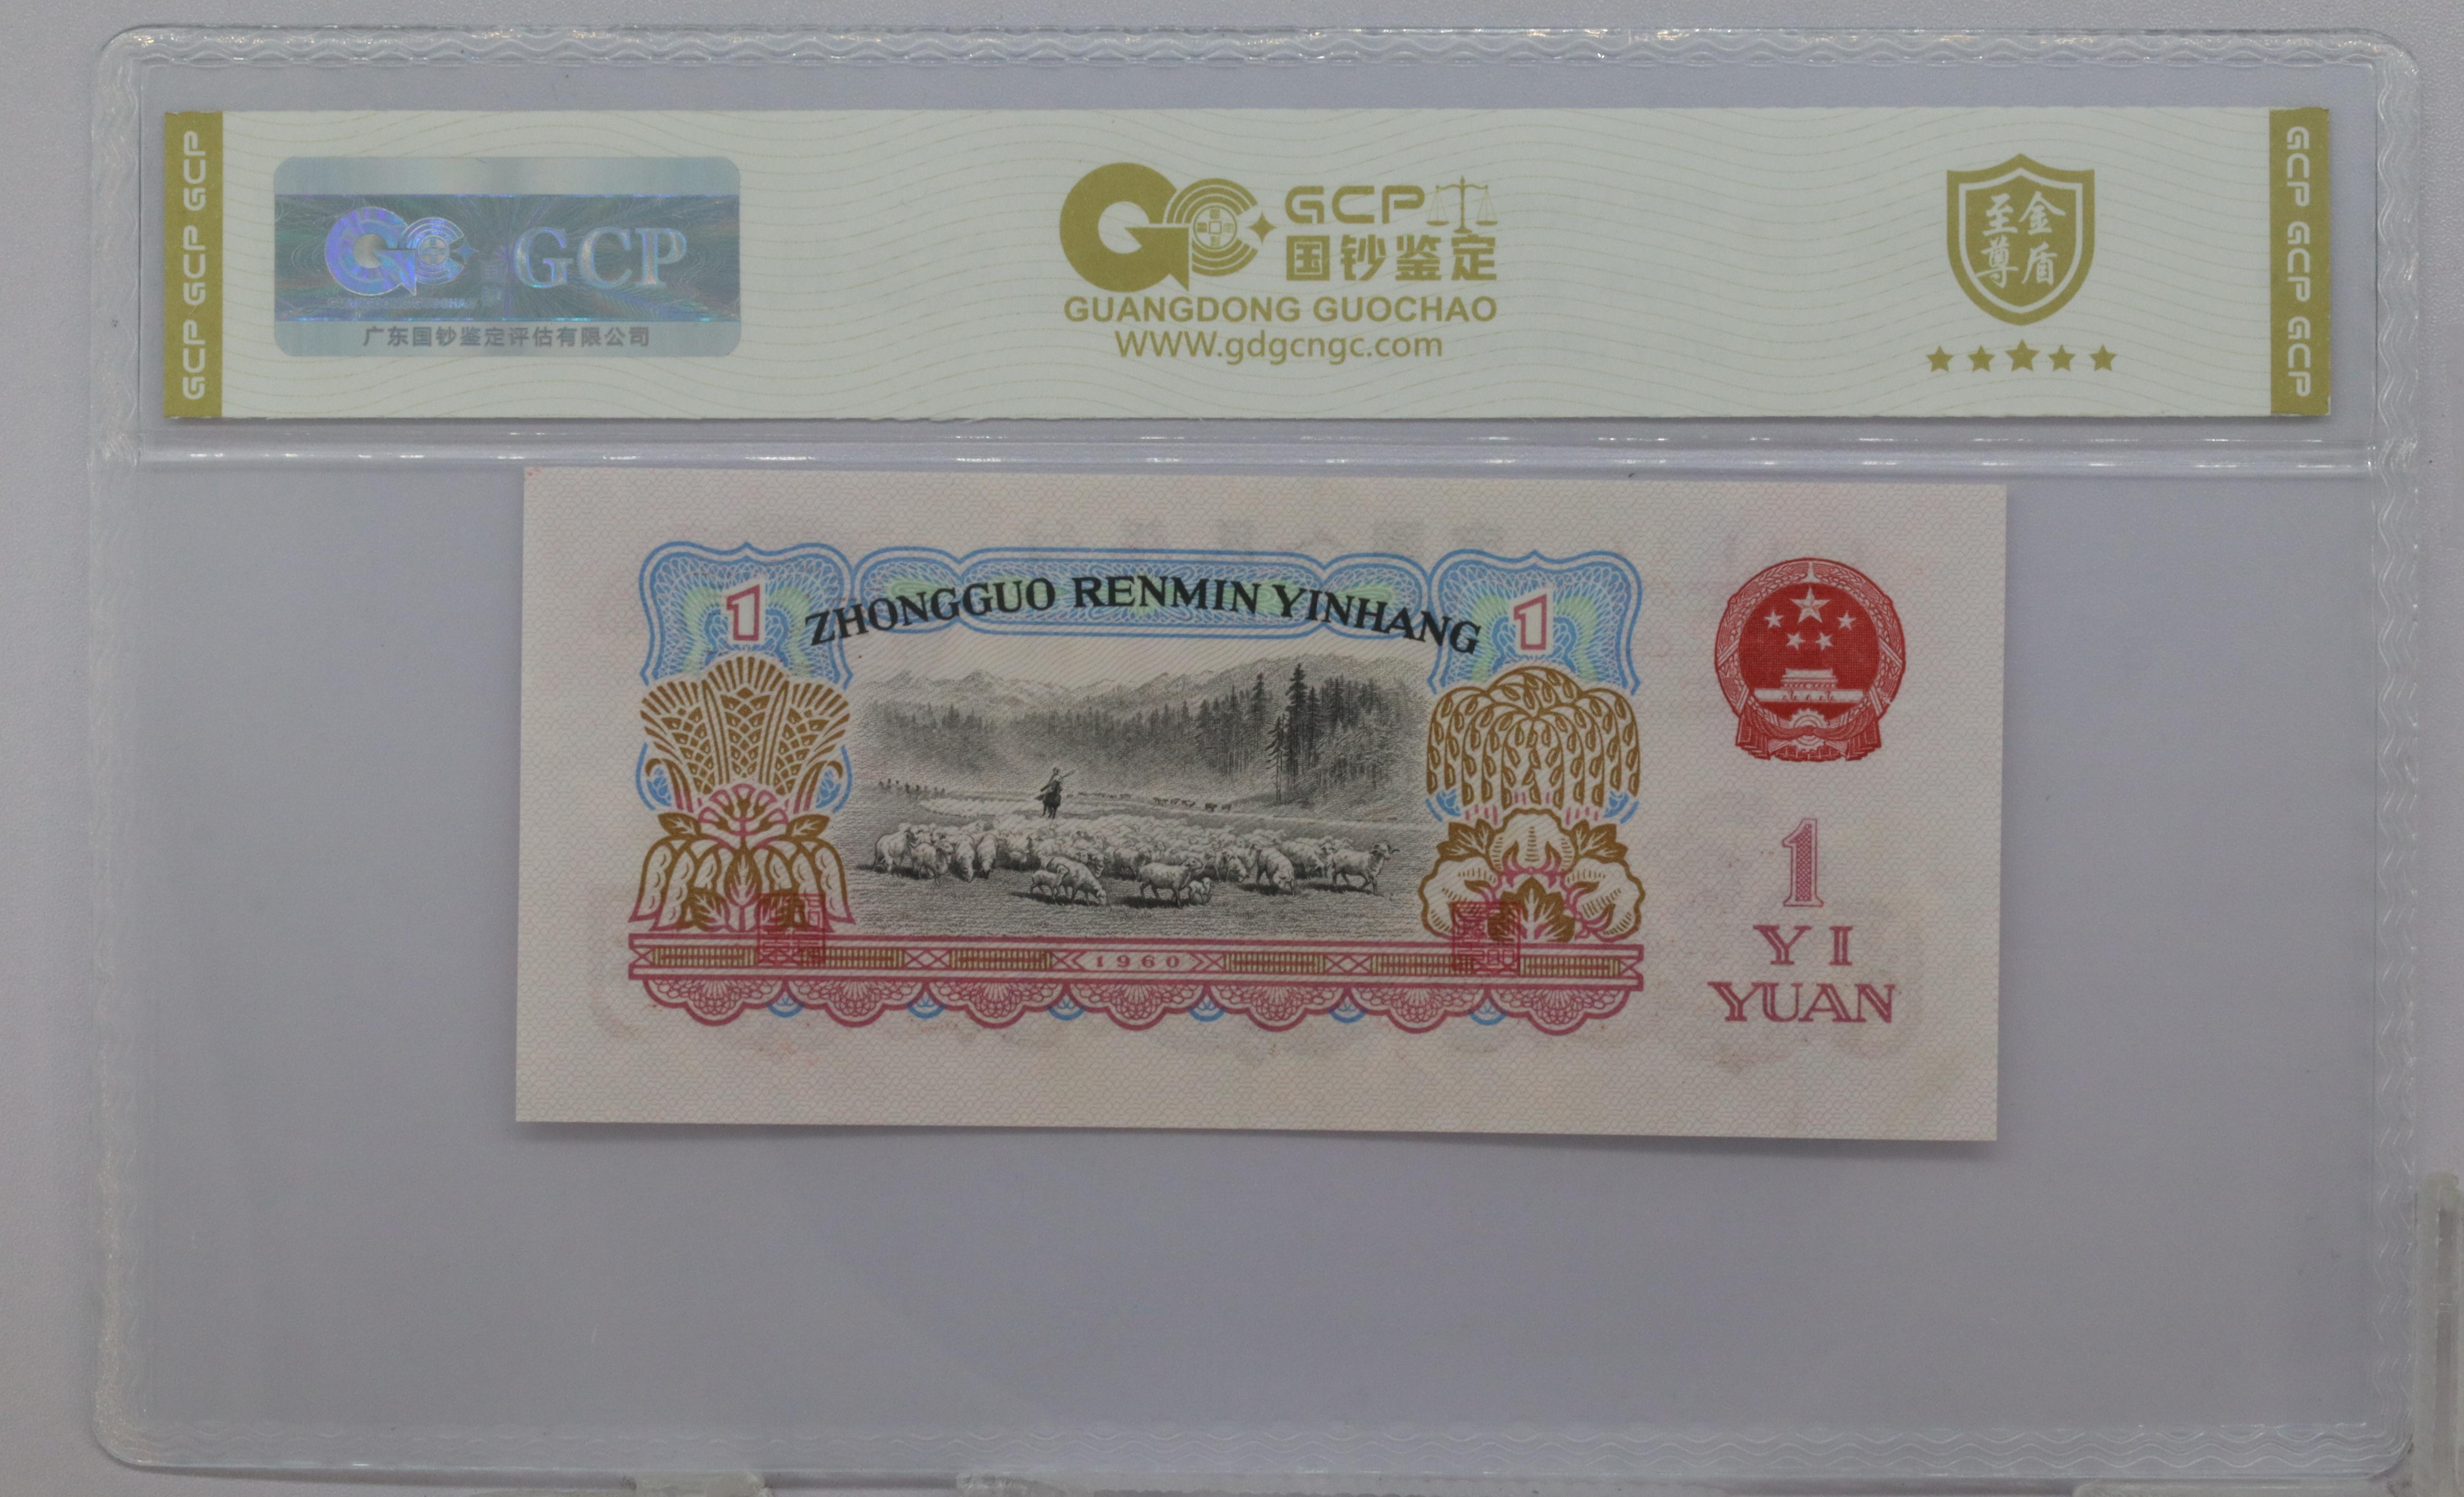 GCP GCP GCP
GCP
GUANGDONG GUOCHAO
广东国钞鉴定评估有限公司
GCP
国钞鉴定
GUANGDONG GUOCHAO
WWW.gdgcngc.com
至尊金盾
GCP GCP GCP
ZHONGGUO RENMIN YINHANG
1
1
1960
1
YI
YUAN